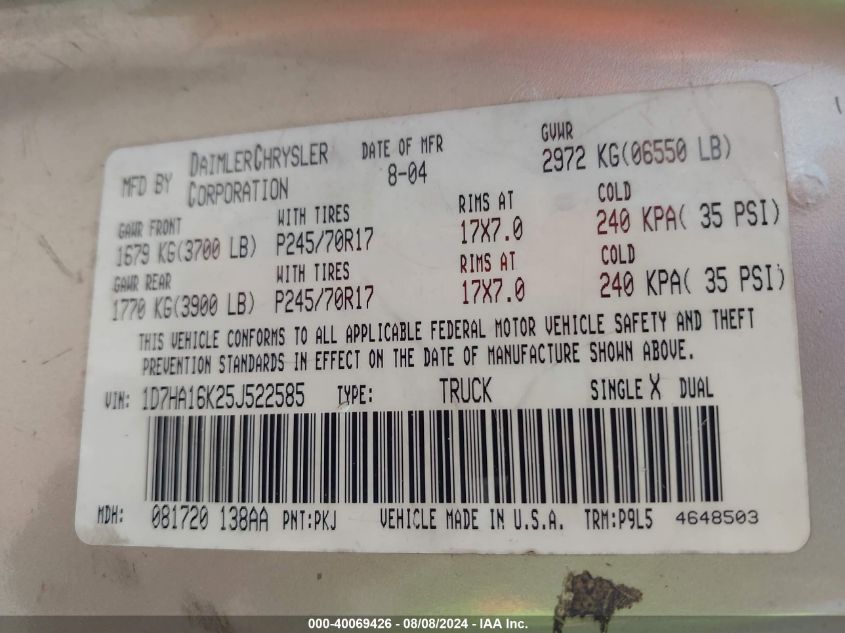 MFD BY DAIMLERCHRYSLER CORPORATION DATE OF MFR 8-04 GVWR 2972 KG(06550 LB)
GAWR FRONT WITH TIRES RIMS AT COLD
1679 KG(3700 LB) P245/70R17 17X7.0 240 KPA( 35 PSI)
GAWR REAR WITH TIRES RIMS AT COLD
1770 KG(3900 LB) P245/70R17 17X7.0 240 KPA( 35 PSI)
THIS VEHICLE CONFORMS TO ALL APPLICABLE FEDERAL MOTOR VEHICLE SAFETY AND THEFT
PREVENTION STANDARDS IN EFFECT ON THE DATE OF MANUFACTURE SHOWN ABOVE.
VIN: 1D7HA16K25J522585 TYPE: TRUCK SINGLE X DUAL
MDH: 081720 138AA PNT:PKJ VEHICLE MADE IN U.S.A. TRM:P9L5 4648503
000-40069426 - 08/08/2024 - IAA Inc.